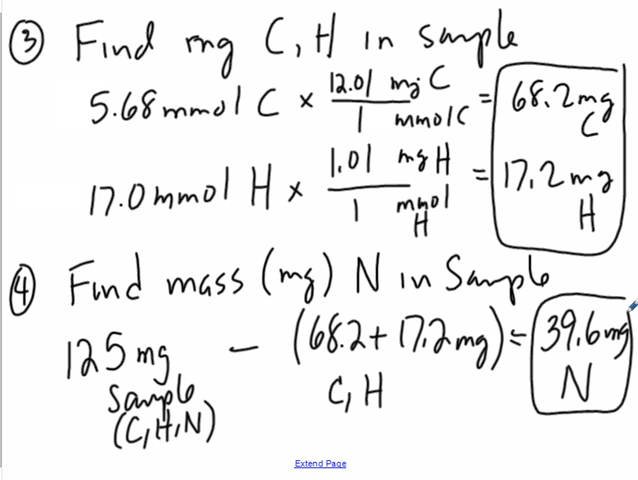 ③ Find mg C, H in sample
5.68 mmol C × 12.01 mg C / 1 mmol C = 68.2 mg C
17.0 mmol H × 1.01 mg H / 1 mmol H = 17.2 mg H
④ Find mass (mg) N in Sample
125 mg − (68.2 + 17.2 mg) = 39.6 mg N
Sample C, H
(C, H, N)
Extend Page